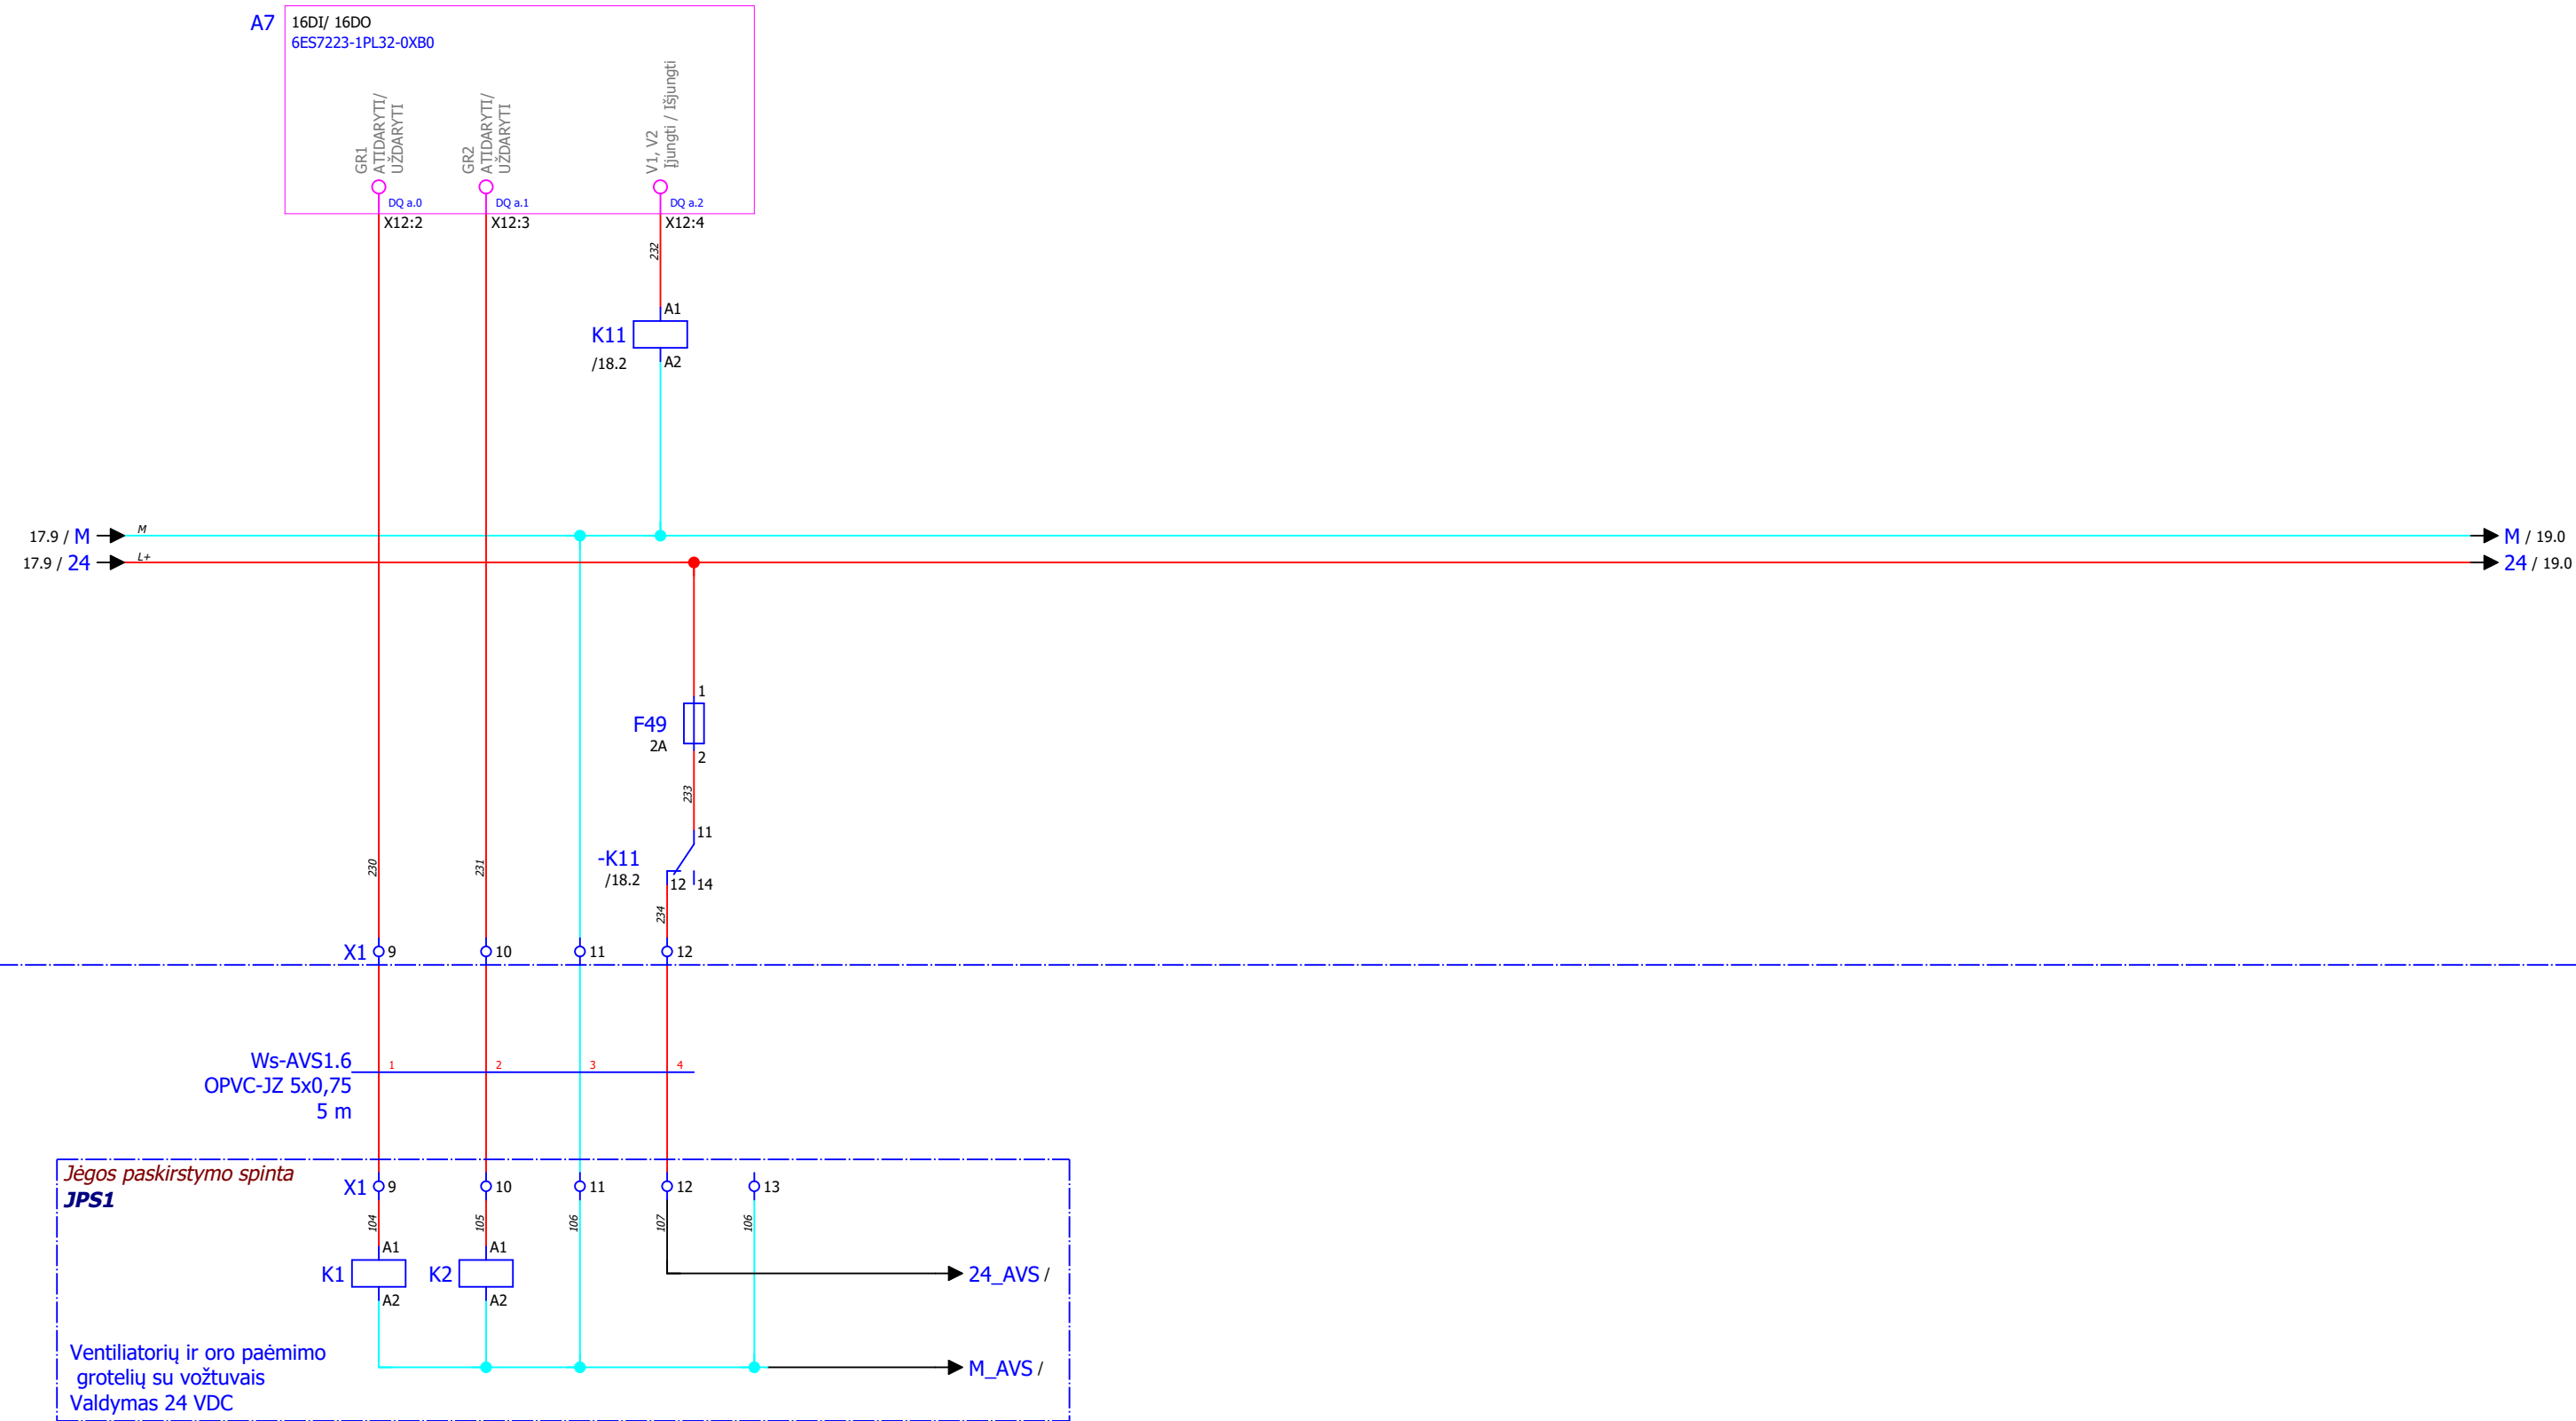 A7
16DI/ 16DO
6ES7223-1PL32-0XB0
GR1
ATIDARYTI/
UŽDARYTI
GR2
ATIDARYTI/
UŽDARYTI
V1, V2
Įjungti / Išjungti
DQ a.0
DQ a.1
DQ a.2
X12:2
X12:3
X12:4
232
A1
K11
/18.2
A2
17.9 / M
M
M / 19.0
17.9 / 24
L+
24 / 19.0
1
F49
2A
2
233
11
-K11
/18.2
12
14
230
231
234
X1
9
10
11
12
Ws-AVS1.6
OPVC-JZ 5x0,75
5 m
1
2
3
4
Jėgos paskirstymo spinta
JPS1
X1
9
10
11
12
13
104
105
106
107
106
A1
A1
K1
K2
A2
A2
24_AVS /
M_AVS /
Ventiliatorių ir oro paėmimo
grotelių su vožtuvais
Valdymas 24 VDC